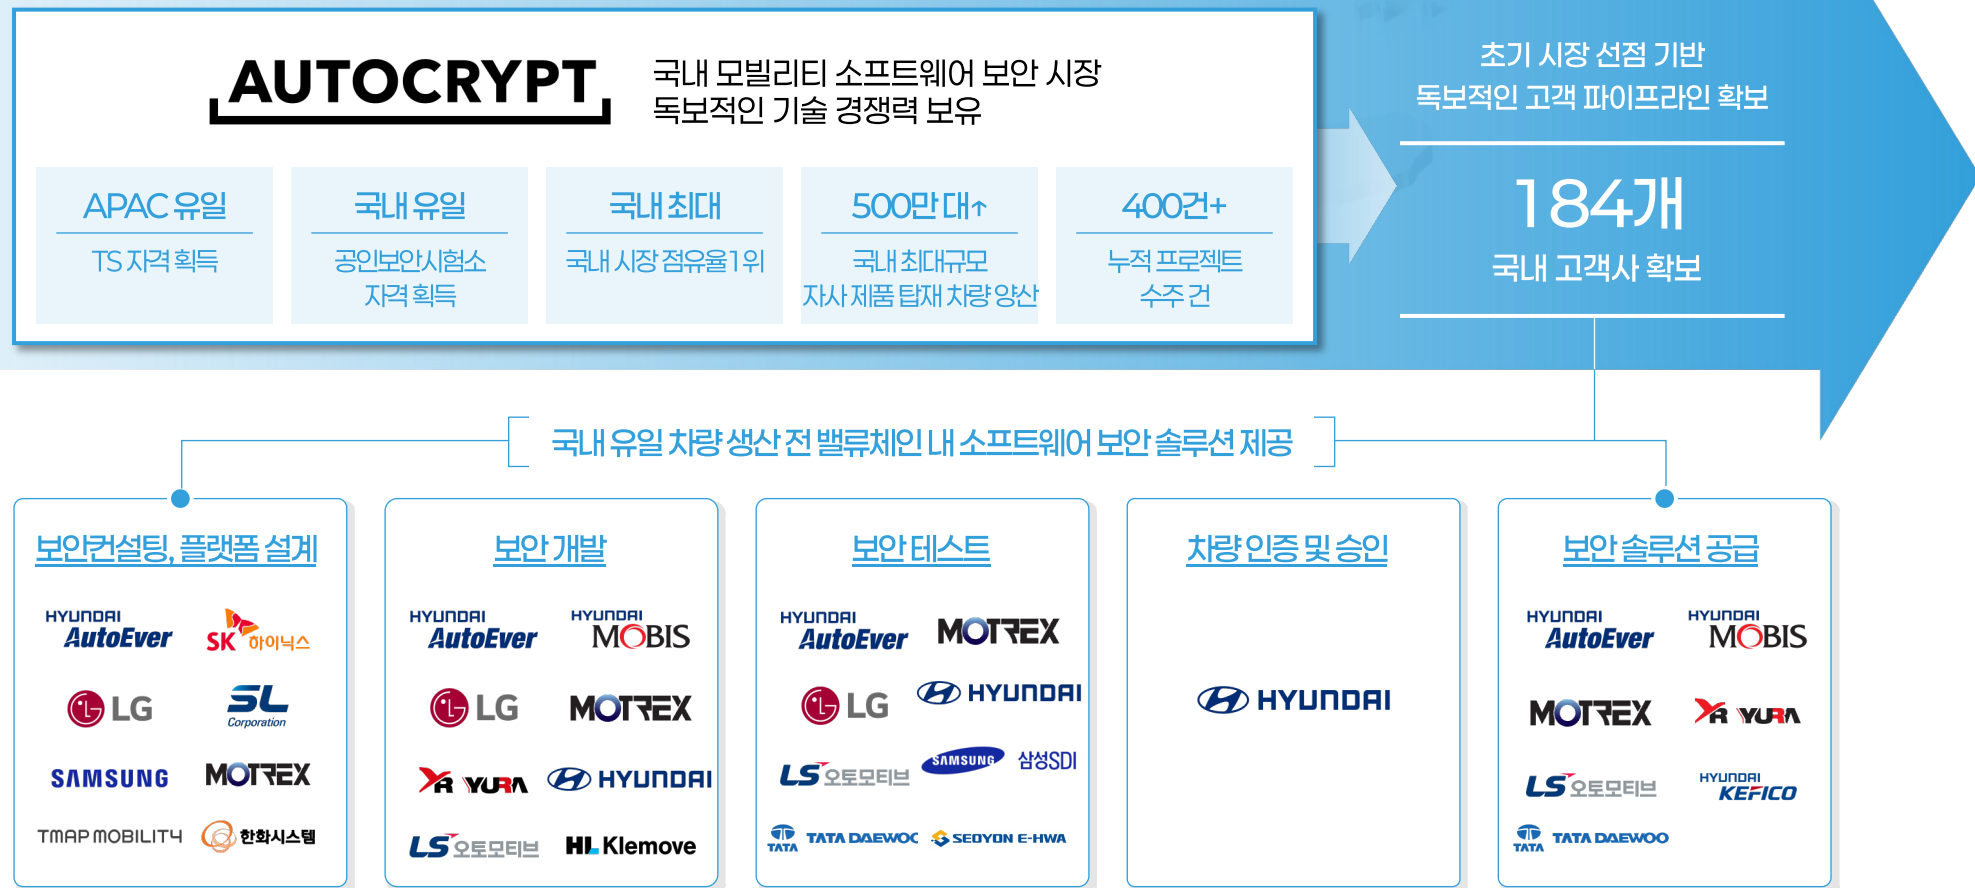 AUTOCRYPT
국내 모빌리티 소프트웨어 보안 시장
독보적인 기술 경쟁력 보유
APAC 유일
TS 자격 획득
국내 유일
공인보안시험소
자격 획득
국내 최대
국내 시장 점유율 1위
500만 대↑
국내 최대규모
자사 제품 탑재 차량 양산
400건+
누적 프로젝트
수주 건
초기 시장 선점 기반
독보적인 고객 파이프라인 확보
184개
국내 고객사 확보
국내 유일 차량 생산 전 밸류체인 내 소프트웨어 보안 솔루션 제공
보안컨설팅, 플랫폼 설계
HYUNDAI
AutoEver
SK 하이닉스
LG
SL
Corporation
SAMSUNG
MOTREX
TMAP MOBILITY
한화시스템
보안 개발
HYUNDAI
AutoEver
HYUNDAI
MOBIS
LG
MOTREX
YR YURA
HYUNDAI
LS 오토모티브
HL Klemove
보안 테스트
HYUNDAI
AutoEver
MOTREX
LG
HYUNDAI
LS 오토모티브
SAMSUNG 삼성SDI
TATA TATA DAEWOO
SEOYON E-HWA
차량 인증 및 승인
HYUNDAI
보안 솔루션 공급
HYUNDAI
AutoEver
HYUNDAI
MOBIS
MOTREX
YR YURA
LS 오토모티브
HYUNDAI
KEFICO
TATA TATA DAEWOO